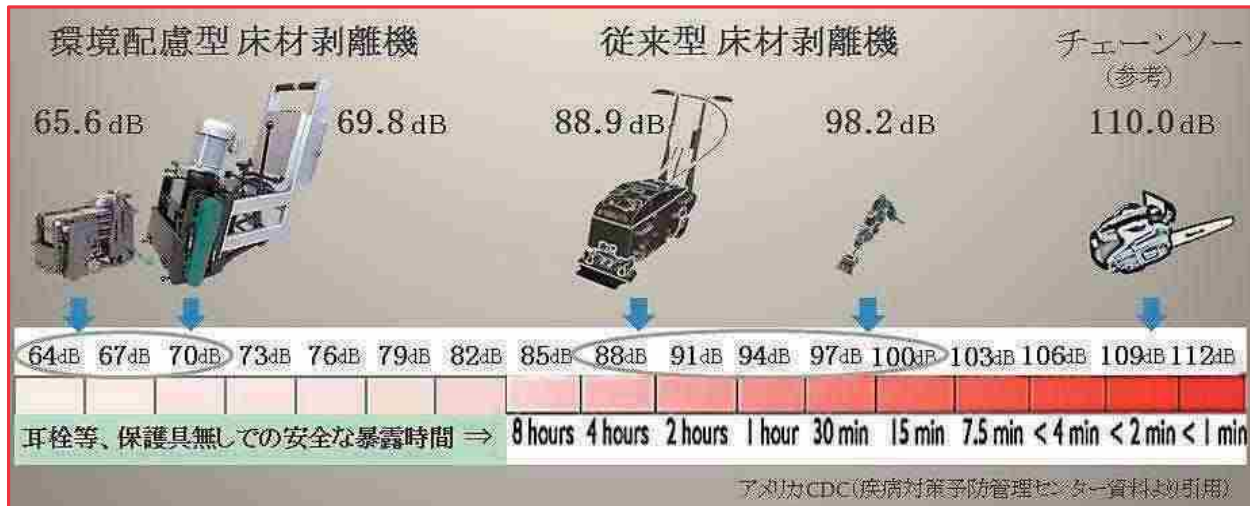 環境配慮型 床材剥離機
従来型 床材剥離機
チェーンソー
(参考)
65.6 dB
69.8 dB
88.9 dB
98.2 dB
110.0 dB
64dB 67dB 70dB 73dB 76dB 79dB 82dB 85dB 88dB 91dB 94dB 97dB 100dB 103dB 106dB 109dB 112dB
耳栓等、保護具無しでの安全な暴露時間 ⇒ 8 hours 4 hours 2 hours 1 hour 30 min 15 min 7.5 min < 4 min < 2 min < 1 min
アメリカCDC(疾病対策予防管理センター資料より引用)